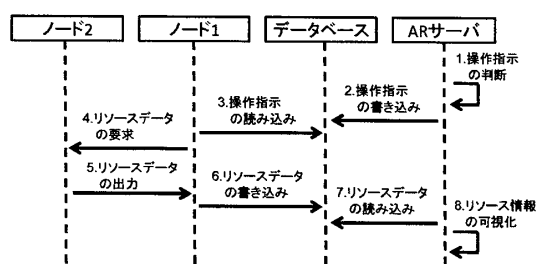 ノード2
ノード1
データベース
ARサーバ
1.操作指示
の判断
2.操作指示
の書き込み
3.操作指示
の読み込み
4.リソースデータ
の要求
5.リソースデータ
の出力
6.リソースデータ
の書き込み
7.リソースデータ
の読み込み
8.リソース情報
の可視化